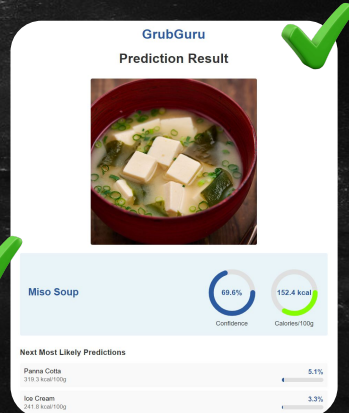 GrubGuru
Prediction Result
Miso Soup
69.6%
152.4 kcal
Confidence
Calories/100g
Next Most Likely Predictions
Panna Cotta
5.1%
319.3 kcal/100g
Ice Cream
3.3%
241.8 kcal/100g